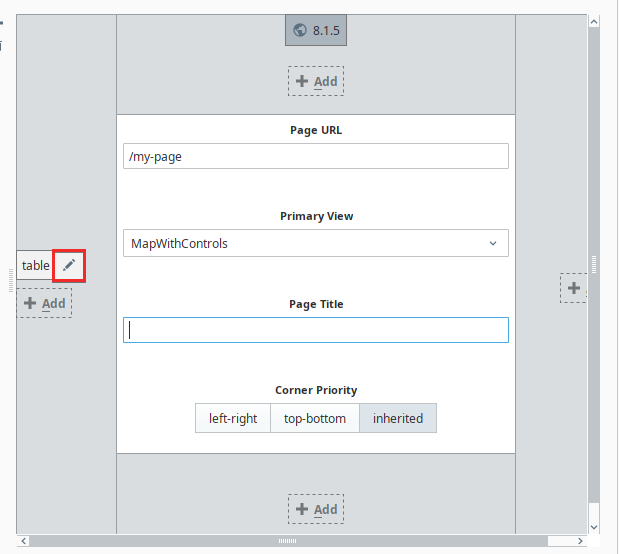 8.1.5
Add
Page URL
/my-page
Primary View
MapWithControls
table
Add
Page Title
Corner Priority
left-right
top-bottom
inherited
Add